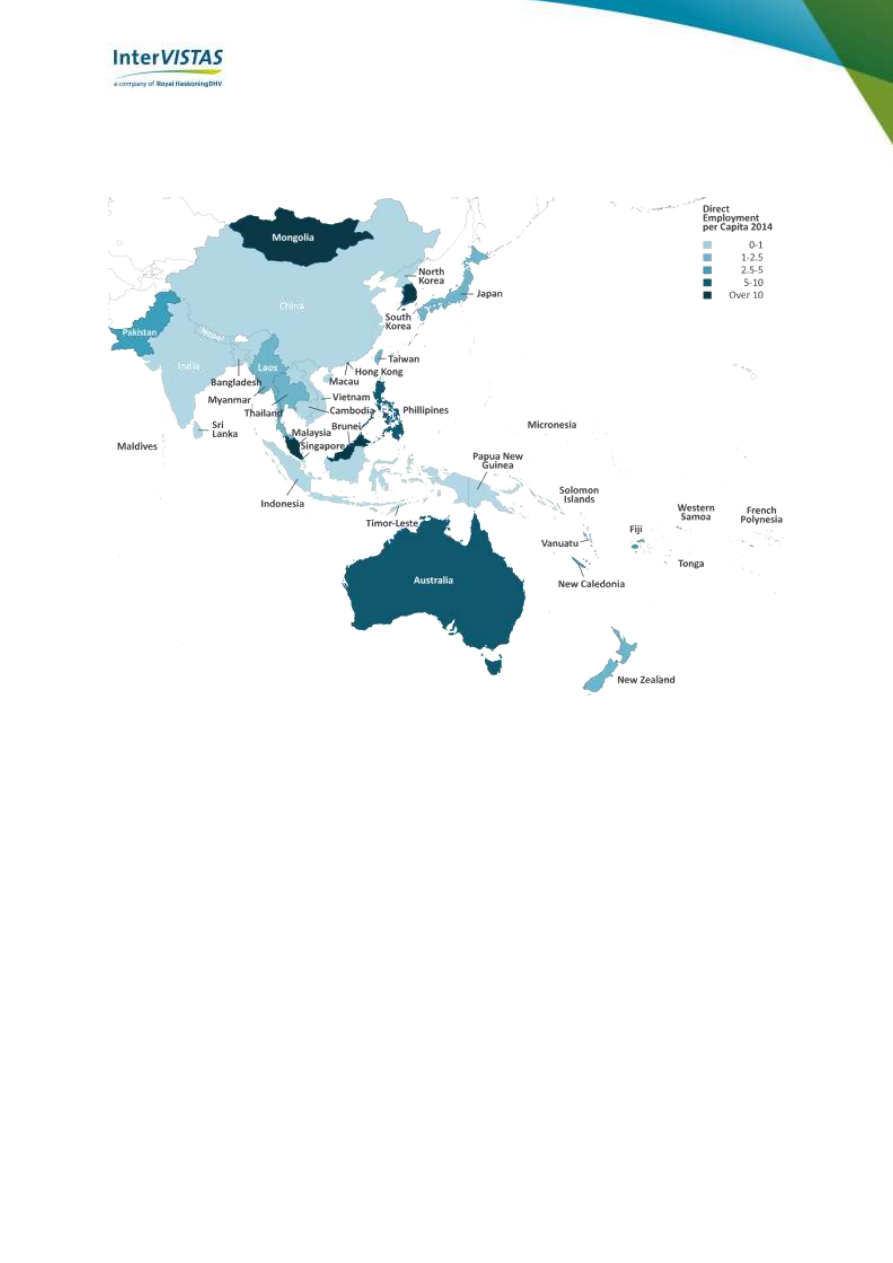 InterVISTAS
a company of Royal HaskoningDHV
Direct
Employment
per Capita 2014
0-1
1-2.5
2.5-5
5-10
Over 10
Mongolia
North
Korea
China
Japan
South
Korea
Pakistan
Nepal
Taiwan
India
Laos
Hong Kong
Bangladesh
Macau
Myanmar
Vietnam
Thailand
Cambodia
Phillipines
Sri
Lanka
Brunei
Micronesia
Malaysia
Maldives
Singapore
Papua New
Guinea
Indonesia
Solomon
Islands
Western
Samoa
French
Polynesia
Timor-Leste
Fiji
Vanuatu
Tonga
Australia
New Caledonia
New Zealand